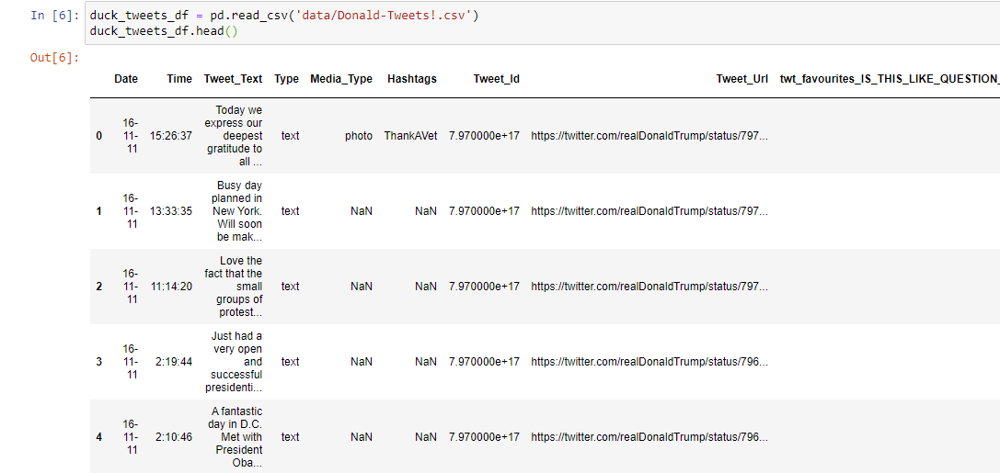 In [6]: duck_tweets_df = pd.read_csv('data/Donald-Tweets!.csv')
duck_tweets_df.head()
Out[6]:
Date Time Tweet_Text Type Media_Type Hashtags Tweet_Id Tweet_Url twt_favourites_IS_THIS_LIKE_QUESTION_
Today we
express our
deepest
gratitude to
all ...
0 16-11-11 15:26:37 text photo ThankAVet 7.970000e+17 https://twitter.com/realDonaldTrump/status/797...
Busy day
planned in
New York.
Will soon
be mak...
1 16-11-11 13:33:35 text NaN NaN 7.970000e+17 https://twitter.com/realDonaldTrump/status/797...
Love the
fact that the
small
groups of
protest...
2 16-11-11 11:14:20 text NaN NaN 7.970000e+17 https://twitter.com/realDonaldTrump/status/797...
Just had a
very open
and
successful
presidenti...
3 16-11-11 2:19:44 text NaN NaN 7.970000e+17 https://twitter.com/realDonaldTrump/status/796...
A fantastic
day in D.C.
Met with
President
Oba...
4 16-11-11 2:10:46 text NaN NaN 7.970000e+17 https://twitter.com/realDonaldTrump/status/796...